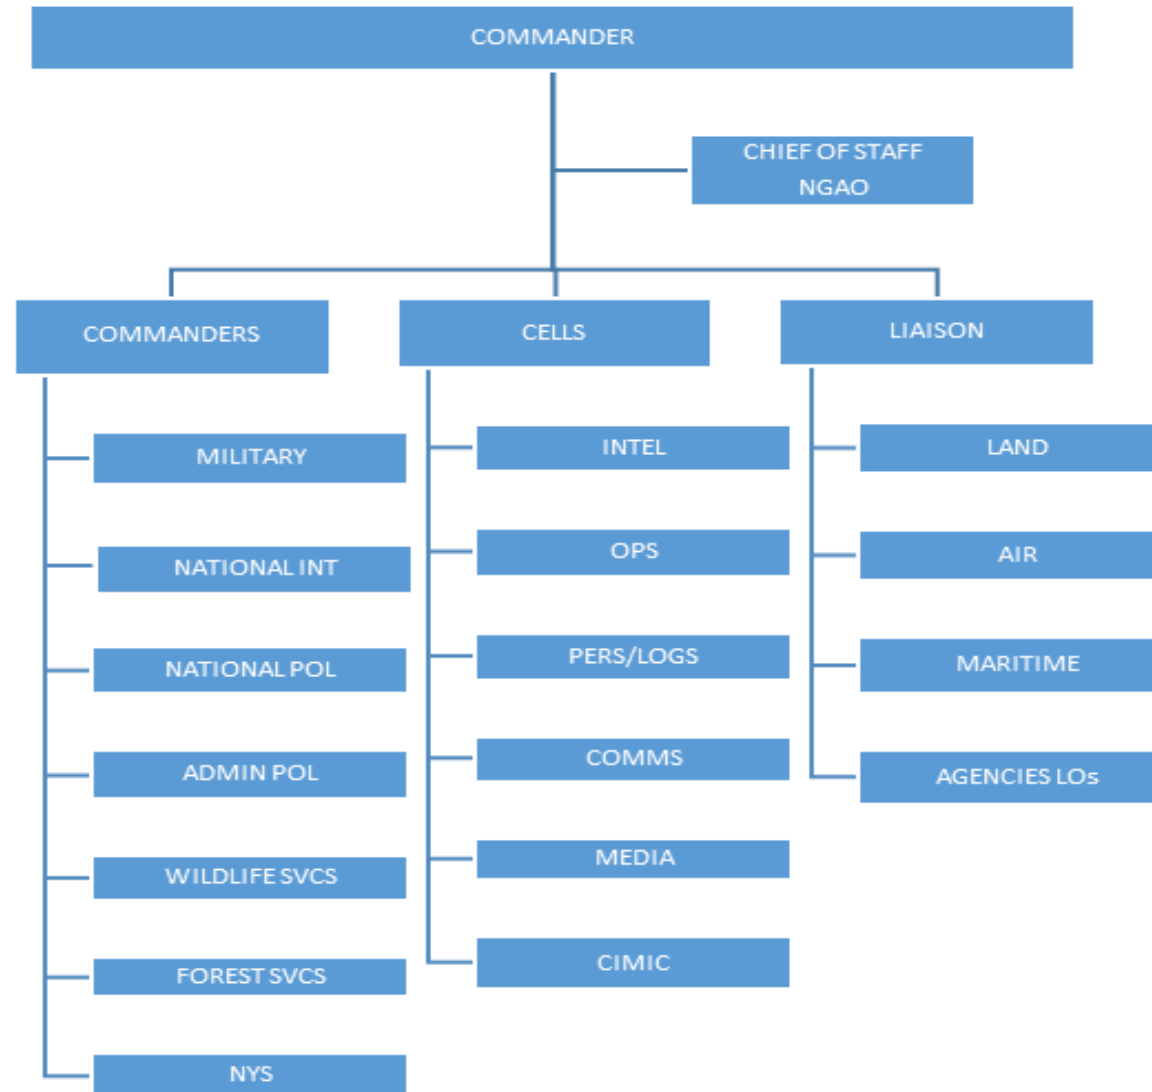 COMMANDER
CHIEF OF STAFF
NGAO
COMMANDERS
MILITARY
NATIONAL INT
NATIONAL POL
ADMIN POL
WILDLIFE SVCS
FOREST SVCS
NYS
CELLS
INTEL
OPS
PERS/LOGS
COMMS
MEDIA
CIMIC
LIAISON
LAND
AIR
MARITIME
AGENCIES LOs